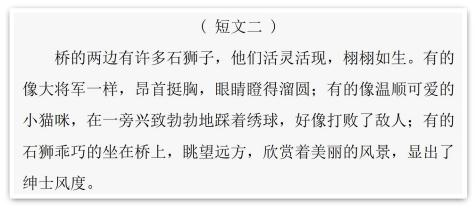 （ 短文二 ）
桥的两边有许多石狮子，他们活灵活现，栩栩如生。有的
像大将军一样，昂首挺胸，眼睛瞪得溜圆；有的像温顺可爱的
小猫咪，在一旁兴致勃勃地踩着绣球，好像打败了敌人；有的
石狮乖巧的坐在桥上，眺望远方，欣赏着美丽的风景，显出了
绅士风度。